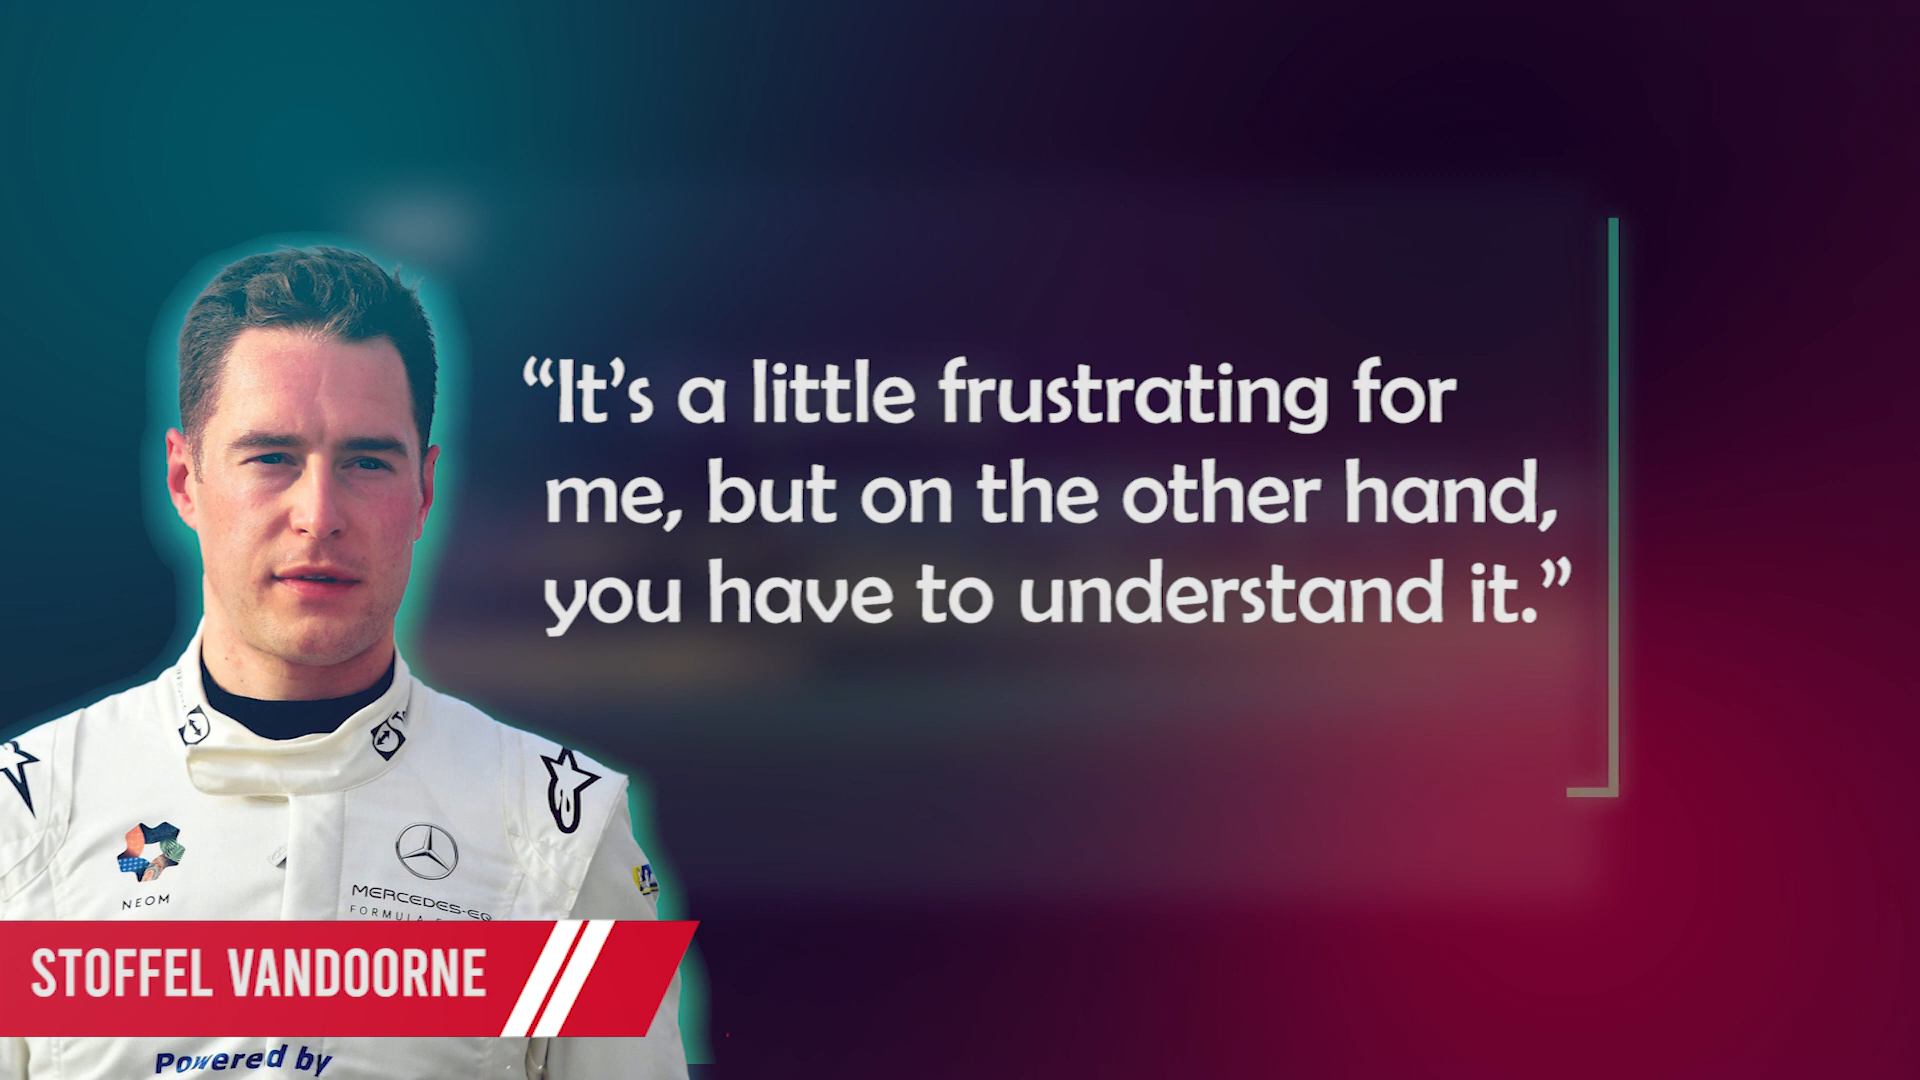 “It’s a little frustrating for
me, but on the other hand,
you have to understand it.”
NEOM
MERCEDES-EQ
FORMULA
STOFFEL VANDOORNE
Powered by